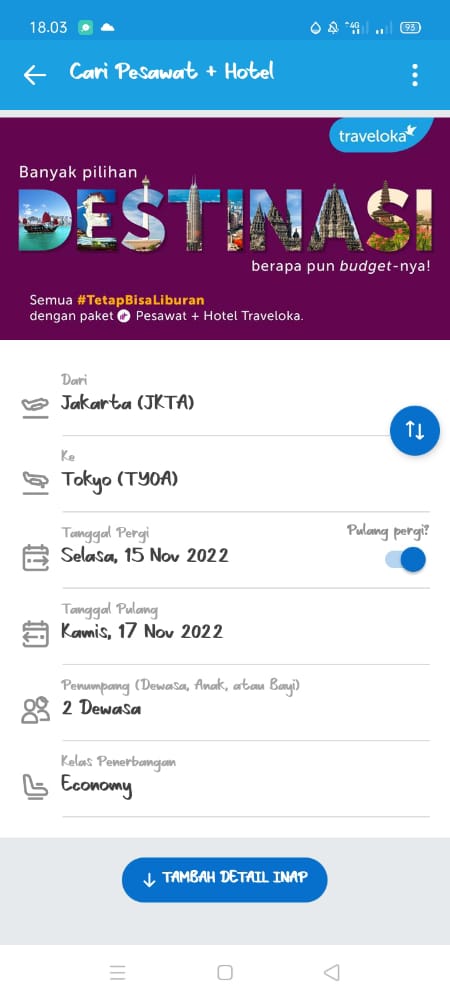 18.03
4G
93
Cari Pesawat + Hotel
traveloka
Banyak pilihan
DESTINASI
berapa pun budget-nya!
Semua #TetapBisaLiburan
dengan paket Pesawat + Hotel Traveloka.
Dari
Jakarta (JKTA)
Ke
Tokyo (TYOA)
Tanggal Pergi
Pulang pergi?
Selasa, 15 Nov 2022
Tanggal Pulang
Kamis, 17 Nov 2022
Penumpang (Dewasa, Anak, atau Bayi)
2 Dewasa
Kelas Penerbangan
Economy
TAMBAH DETAIL INAP